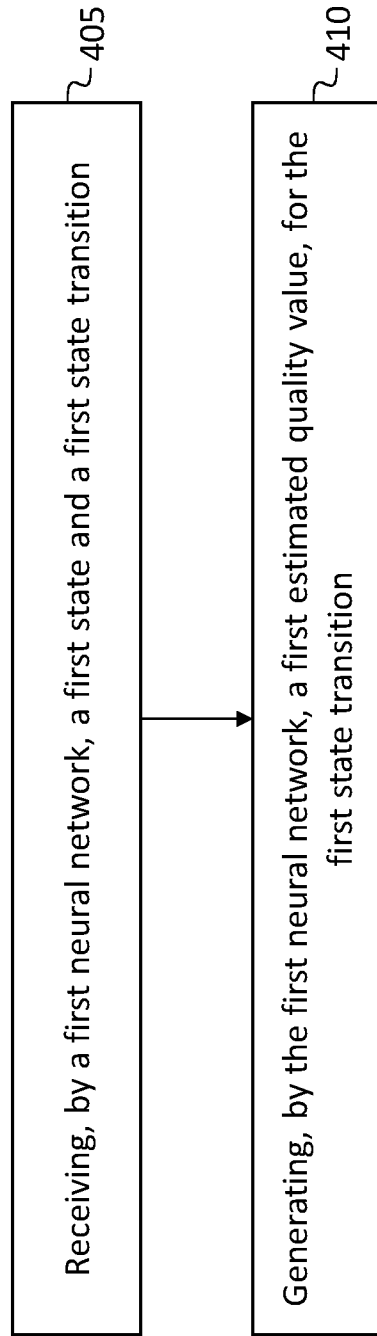 405
Receiving, by a first neural network, a first state and a first state transition
410
Generating, by the first neural network, a first estimated quality value, for the
first state transition